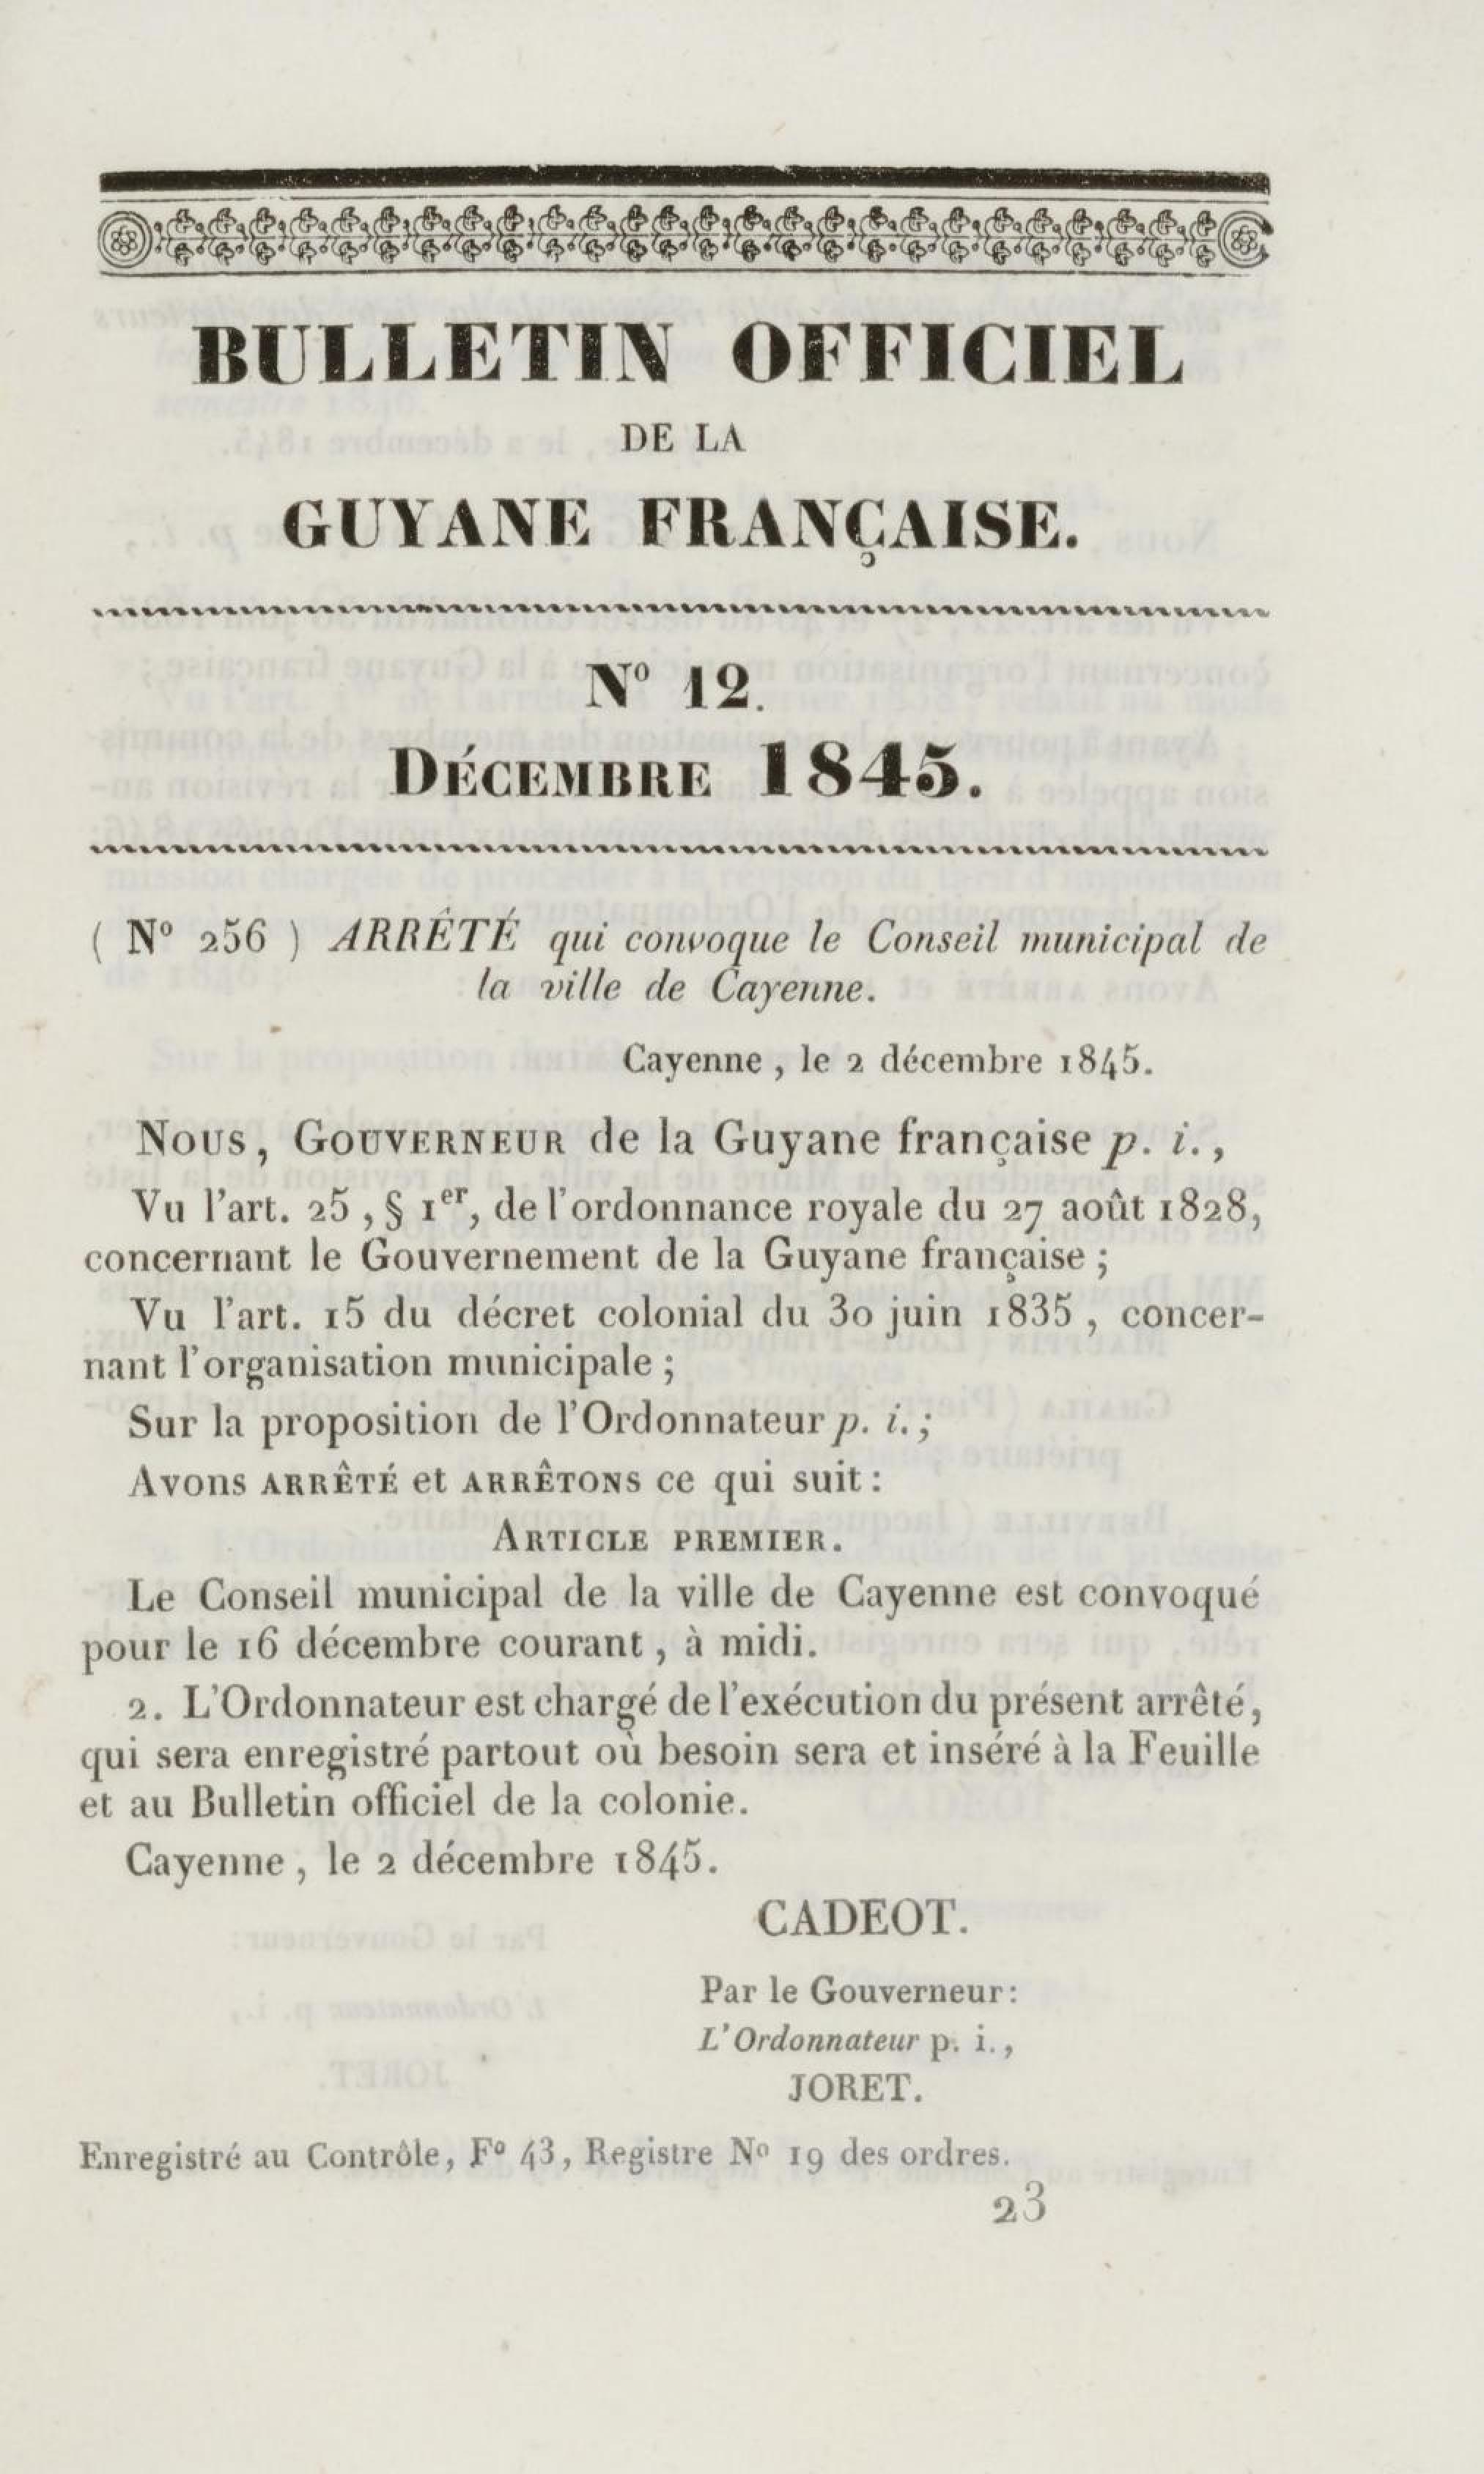 BULLETIN OFFICIEL
DE LA
GUYANE FRANÇAISE.
Nº 12.
DÉCEMBRE 1845.
( Nº 256 ) ARRÊTÉ qui convoque le Conseil municipal de
la ville de Cayenne.
Cayenne , le 2 décembre 1845.
NOUS, GOUVERNEUR de la Guyane française p. i.,
Vu l'art. 25 , § 1er, de l'ordonnance royale du 27 août 1828,
concernant le Gouvernement de la Guyane française ;
Vu l'art. 15 du décret colonial du 30 juin 1835 , concer-
nant l'organisation municipale ;
Sur la proposition de l'Ordonnateur p. i.;
Avons ARRÊTÉ et ARRÊTONS ce qui suit :
ARTICLE PREMIER.
Le Conseil municipal de la ville de Cayenne est convoqué
pour le 16 décembre courant , à midi.
2. L'Ordonnateur est chargé de l'exécution du présent arrêté,
qui sera enregistré partout où besoin sera et inséré à la Feuille
et au Bulletin officiel de la colonie.
Cayenne , le 2 décembre 1845.
CADEOT.
Par le Gouverneur :
L'Ordonnateur p. i.,
JORET.
Enregistré au Contrôle, Fº 43, Registre Nº 19 des ordres.
23